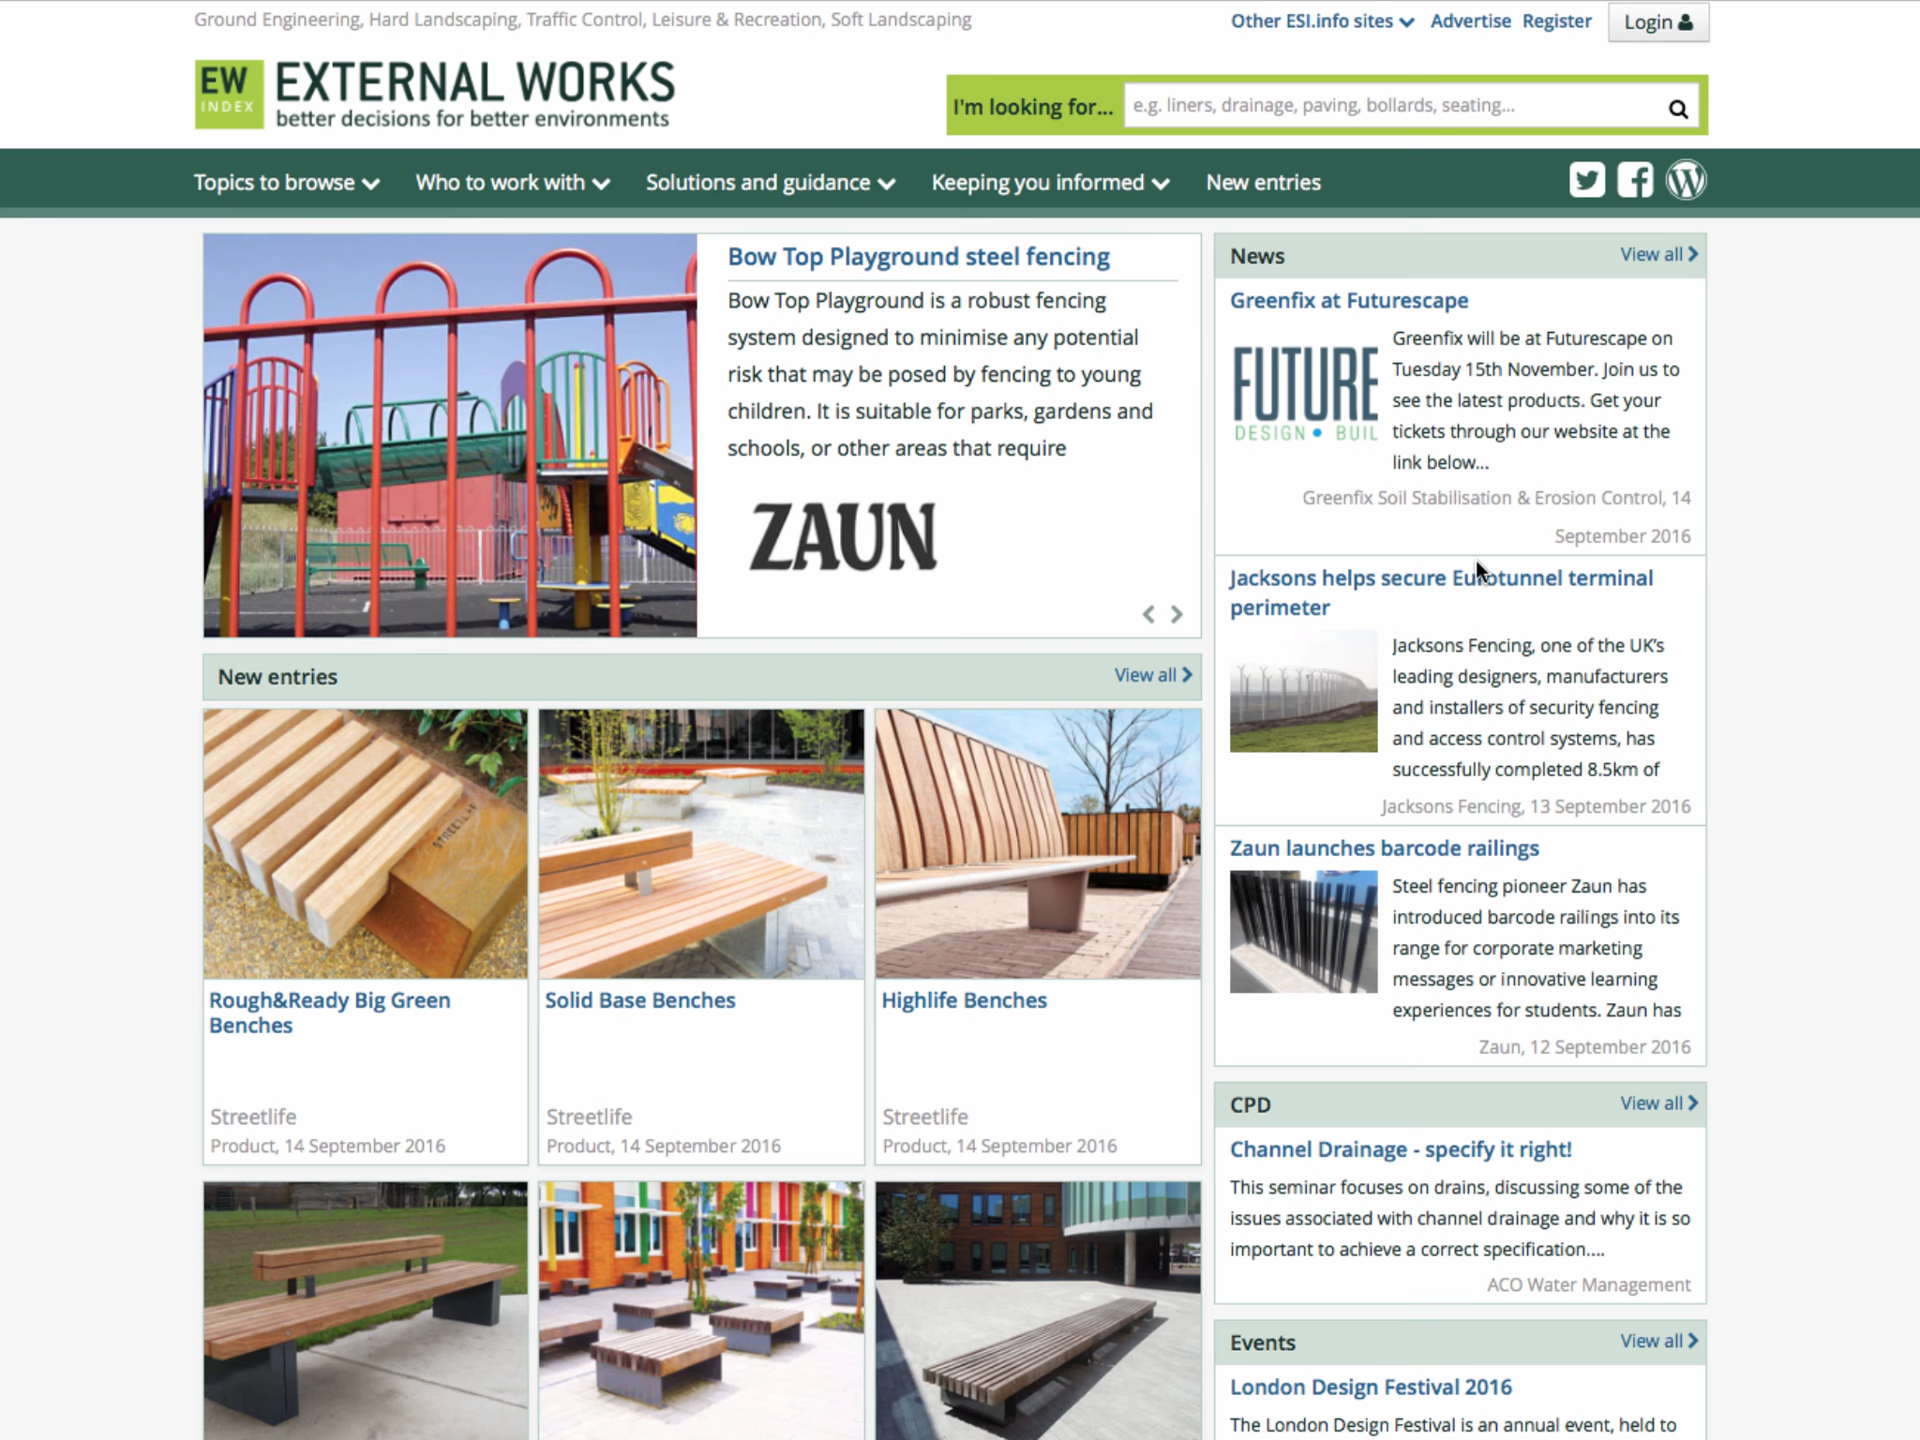 Ground Engineering, Hard Landscaping, Traffic Control, Leisure & Recreation, Soft Landscaping
Other ESI.info sites
Advertise
Register
Login
EW
INDEX
EXTERNAL WORKS
better decisions for better environments
I'm looking for...
e.g. liners, drainage, paving, bollards, seating...
Topics to browse
Who to work with
Solutions and guidance
Keeping you informed
New entries
Bow Top Playground steel fencing
Bow Top Playground is a robust fencing
system designed to minimise any potential
risk that may be posed by fencing to young
children. It is suitable for parks, gardens and
schools, or other areas that require
ZAUN
New entries
View all
STREETLIFE
Rough&Ready Big Green
Benches
Streetlife
Product, 14 September 2016
Solid Base Benches
Streetlife
Product, 14 September 2016
Highlife Benches
Streetlife
Product, 14 September 2016
News
View all
Greenfix at Futurescape
FUTURE
DESIGN • BUIL
Greenfix will be at Futurescape on
Tuesday 15th November. Join us to
see the latest products. Get your
tickets through our website at the
link below...
Greenfix Soil Stabilisation & Erosion Control, 14
September 2016
Jacksons helps secure Eurotunnel terminal
perimeter
Jacksons Fencing, one of the UK's
leading designers, manufacturers
and installers of security fencing
and access control systems, has
successfully completed 8.5km of
Jacksons Fencing, 13 September 2016
Zaun launches barcode railings
Steel fencing pioneer Zaun has
introduced barcode railings into its
range for corporate marketing
messages or innovative learning
experiences for students. Zaun has
Zaun, 12 September 2016
CPD
View all
Channel Drainage - specify it right!
This seminar focuses on drains, discussing some of the
issues associated with channel drainage and why it is so
important to achieve a correct specification....
ACO Water Management
Events
View all
London Design Festival 2016
The London Design Festival is an annual event, held to